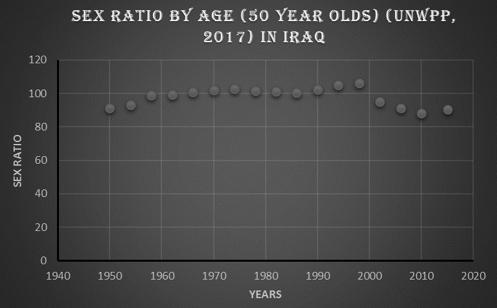 SEX RATIO BY AGE (50 YEAR OLDS) (UNWPP,
2017) IN IRAQ
120
100
80
60
40
20
0
SEX RATIO
1940 1950 1960 1970 1980 1990 2000 2010 2020
YEARS